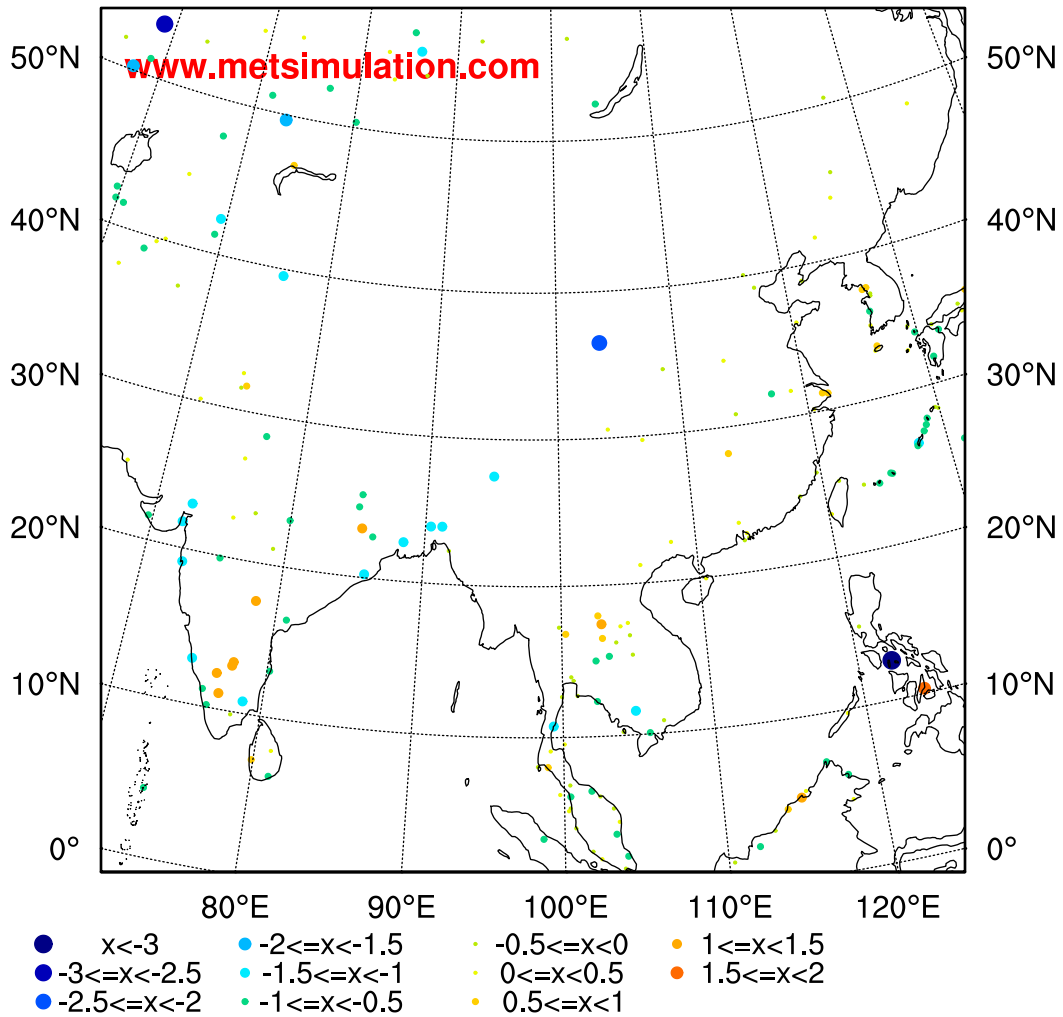 50°N 50°N
www.metsimulation.com
40°N 40°N
30°N 30°N
20°N 20°N
10°N 10°N
0° 0°
80°E 90°E 100°E 110°E 120°E
x<-3 -2<=x<-1.5 -0.5<=x<0 1<=x<1.5
-3<=x<-2.5 -1.5<=x<-1 0<=x<0.5 1.5<=x<2
-2.5<=x<-2 -1<=x<-0.5 0.5<=x<1